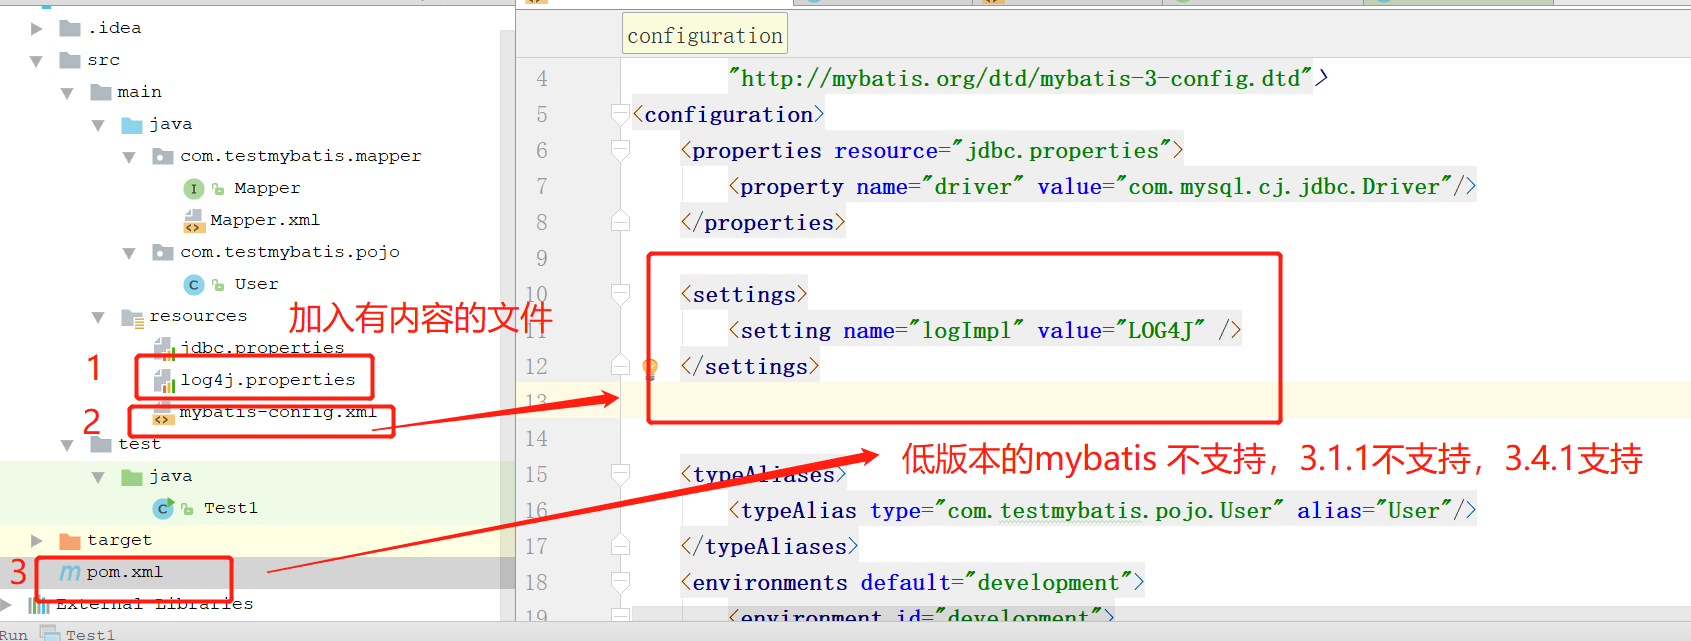 .idea
src
main
java
com.testmybatis.mapper
Mapper
Mapper.xml
com.testmybatis.pojo
User
resources
加入有内容的文件
jdbc.properties
1
log4j.properties
2
mybatis-config.xml
test
java
Test1
target
3
pom.xml
External Libraries
Run
Test1
configuration
4 "http://mybatis.org/dtd/mybatis-3-config.dtd">
5 <configuration>
6 <properties resource="jdbc.properties">
7 <property name="driver" value="com.mysql.cj.jdbc.Driver"/>
8 </properties>
9
10 <settings>
11 <setting name="logImpl" value="LOG4J" />
12 </settings>
13
14
低版本的mybatis 不支持，3.1.1不支持，3.4.1支持
15 <typeAliases>
16 <typeAlias type="com.testmybatis.pojo.User" alias="User"/>
17 </typeAliases>
18 <environments default="development">
19 <environment id="development">